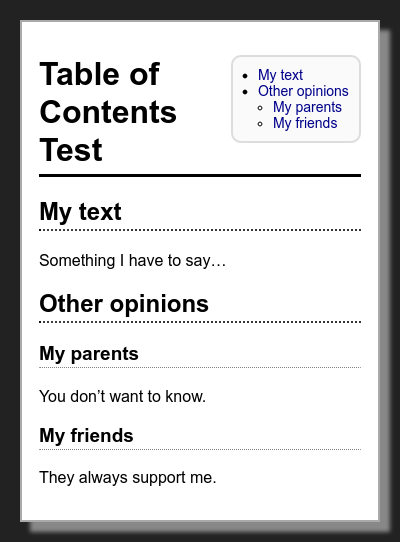 Table of
Contents
Test
My text
Other opinions
My parents
My friends
My text
Something I have to say…
Other opinions
My parents
You don’t want to know.
My friends
They always support me.